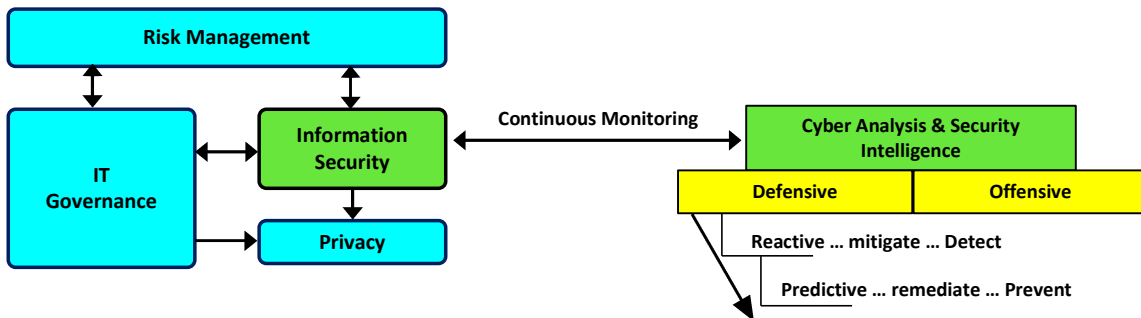 Risk Management
IT
Governance
Information
Security
Privacy
Continuous Monitoring
Cyber Analysis & Security
Intelligence
Defensive
Offensive
Reactive … mitigate … Detect
Predictive … remediate … Prevent